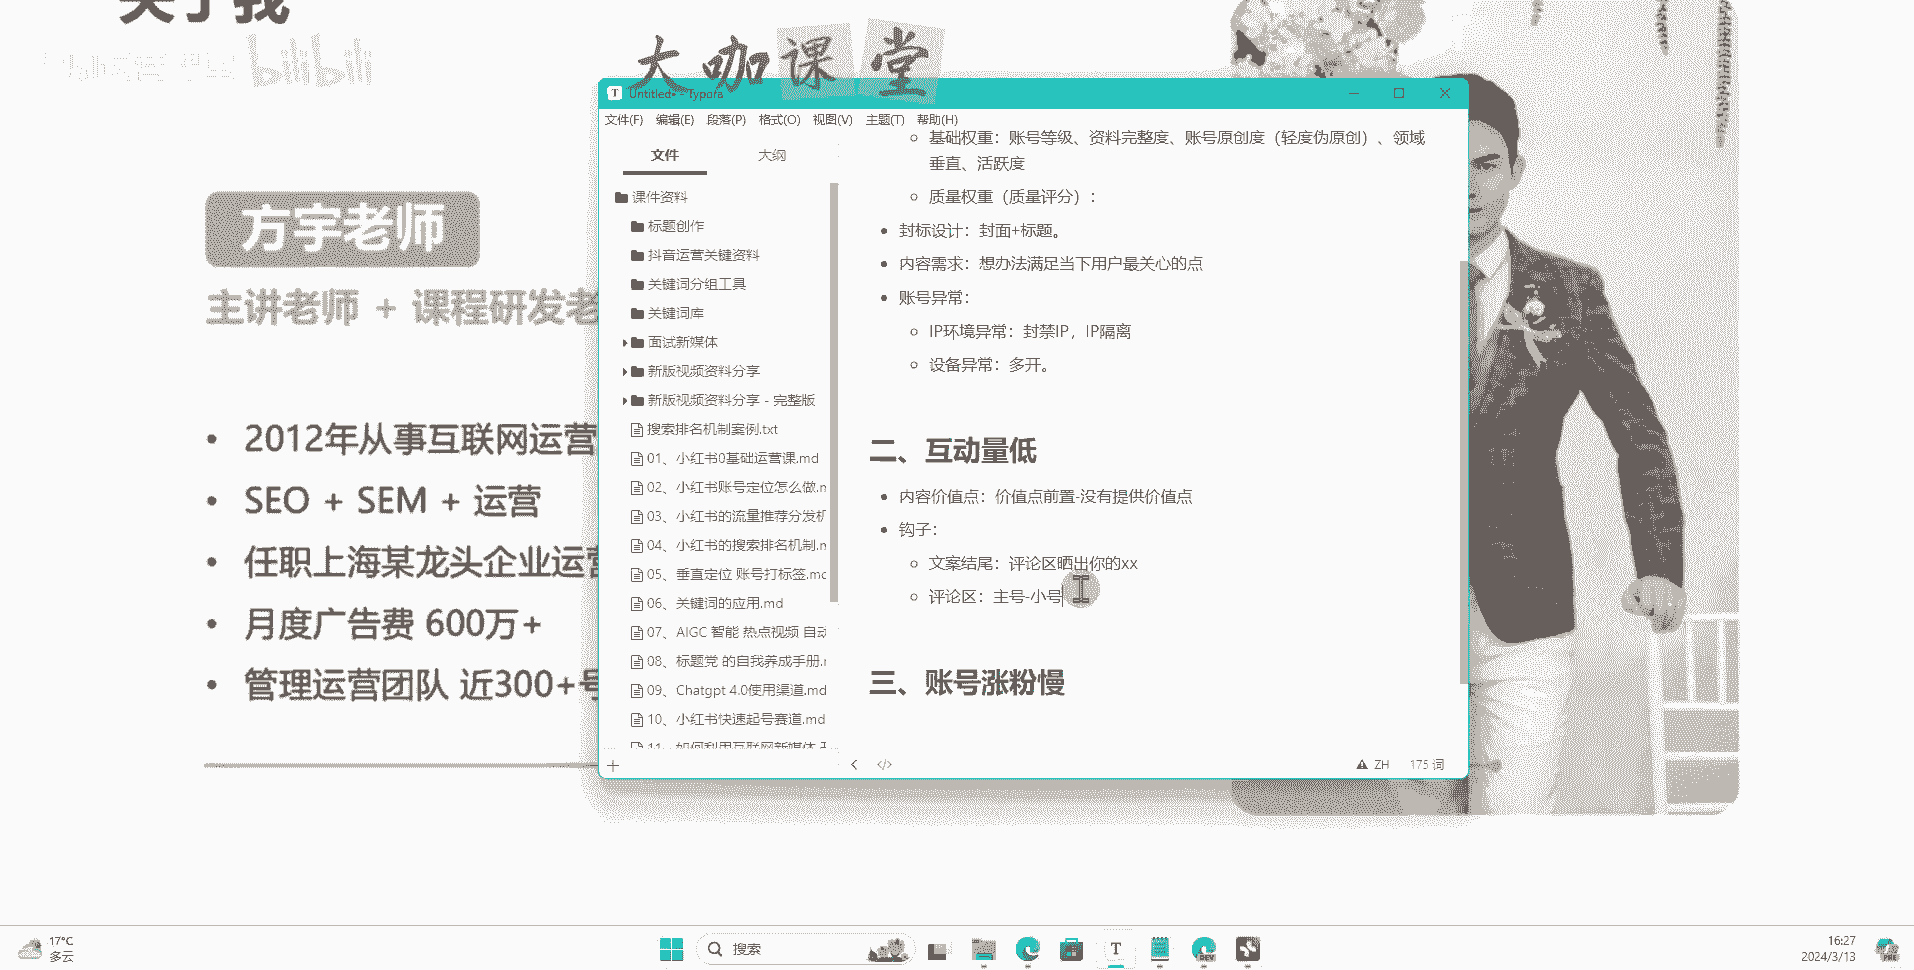 关于我
bilibili
大咖课堂
方宇老师
主讲老师 + 课程研发老
2012年从事互联网运营
SEO + SEM + 运营
任职上海某龙头企业运营
月度广告费 600万+
管理运营团队 近300+号
Untitled• - Typora
文件(F) 编辑(E) 段落(P) 格式(O) 视图(V) 主题(T) 帮助(H)
文件 大纲
课件资料
标题创作
抖音运营关键资料
关键词分组工具
关键词库
面试新媒体
新版视频资料分享
新版视频资料分享 - 完整版
搜索排名机制案例.txt
01、小红书0基础运营课.md
02、小红书账号定位怎么做.m
03、小红书的流量推荐分发机
04、小红书的搜索排名机制.m
05、垂直定位 账号打标签.md
06、关键词的应用.md
07、AIGC 智能 热点视频 自动
08、标题党 的自我养成手册.m
09、Chatgpt 4.0使用渠道.md
10、小红书快速起号赛道.md
11、如何利用互联网新媒体
基础权重：账号等级、资料完整度、账号原创度（轻度伪原创）、领域
垂直、活跃度
质量权重（质量评分）：
封标设计：封面+标题。
内容需求：想办法满足当下用户最关心的点
账号异常：
IP环境异常：封禁IP，IP隔离
设备异常：多开。
二、互动量低
内容价值点：价值点前置-没有提供价值点
钩子：
文案结尾：评论区晒出你的xx
评论区：主号-小号
三、账号涨粉慢
ZH 175 词
17°C
多云
搜索
T
DEV
16:27
2024/3/13
PRE